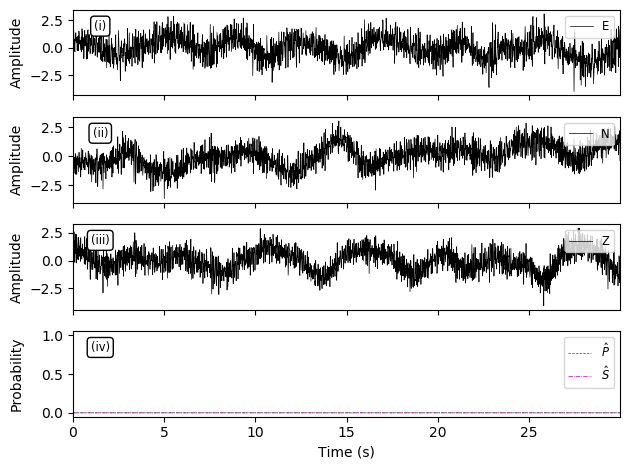 (i)
E
2.5
0.0
−2.5
Amplitude
(ii)
N
2.5
0.0
−2.5
Amplitude
(iii)
Z
2.5
0.0
−2.5
Amplitude
(iv)
P̂
Ŝ
1.0
0.5
0.0
Probability
0 5 10 15 20 25
Time (s)